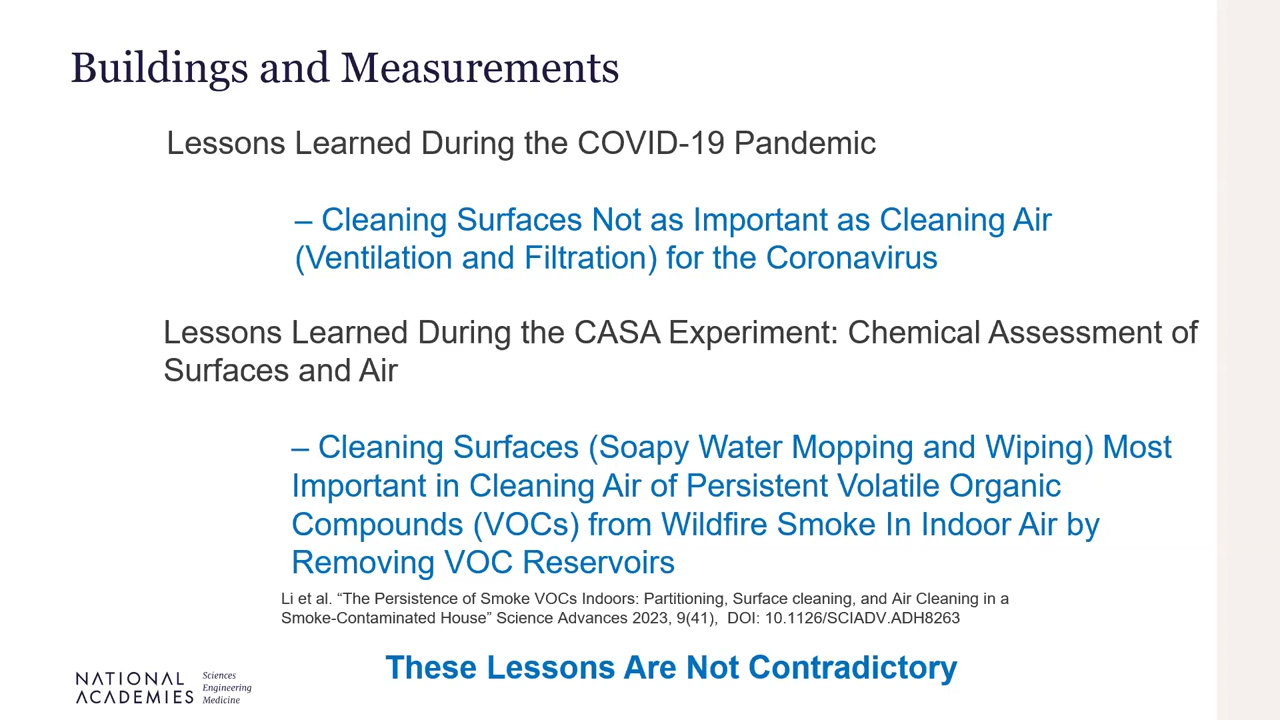 Buildings and Measurements
Lessons Learned During the COVID-19 Pandemic
– Cleaning Surfaces Not as Important as Cleaning Air
(Ventilation and Filtration) for the Coronavirus
Lessons Learned During the CASA Experiment: Chemical Assessment of
Surfaces and Air
– Cleaning Surfaces (Soapy Water Mopping and Wiping) Most
Important in Cleaning Air of Persistent Volatile Organic
Compounds (VOCs) from Wildfire Smoke In Indoor Air by
Removing VOC Reservoirs
Li et al. “The Persistence of Smoke VOCs Indoors: Partitioning, Surface cleaning, and Air Cleaning in a
Smoke-Contaminated House” Science Advances 2023, 9(41), DOI: 10.1126/SCIADV.ADH8263
These Lessons Are Not Contradictory
NATIONAL
ACADEMIES
Sciences
Engineering
Medicine